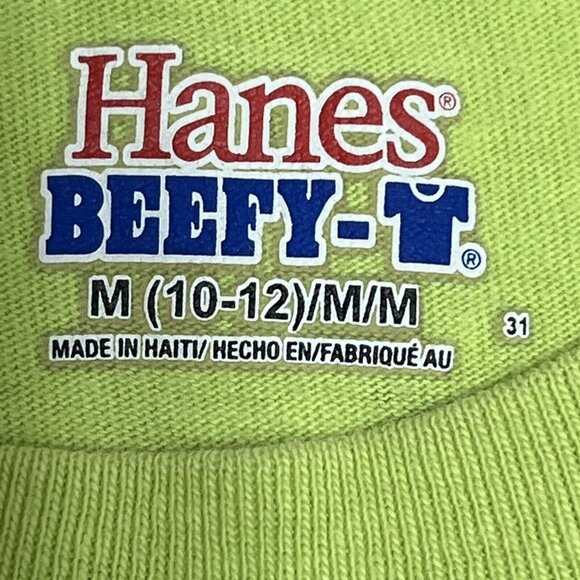 Hanes®
BEEFY-T®
M (10-12)/M/M
31
MADE IN HAITI/ HECHO EN/FABRIQUÉ AU